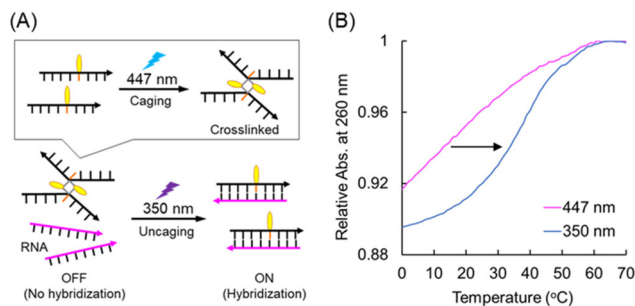 (A)
447 nm
Caging
Crosslinked
350 nm
Uncaging
RNA
OFF
(No hybridization)
ON
(Hybridization)
(B)
Relative Abs. at 260 nm
1
0.96
0.92
0.88
447 nm
350 nm
0 10 20 30 40 50 60 70
Temperature (°C)